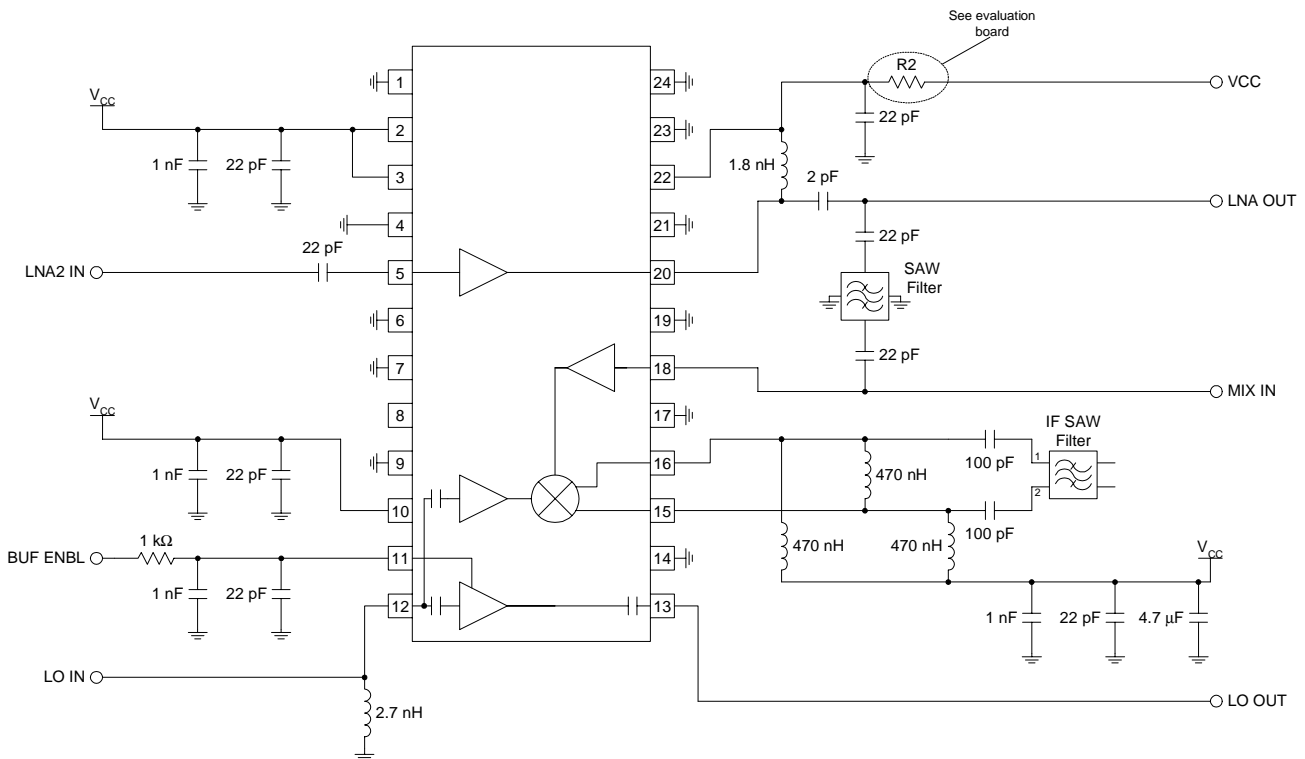 See evaluation
board
R2
VCC
22 pF
V_CC
1 nF
22 pF
1.8 nH
2 pF
LNA OUT
22 pF
SAW
Filter
22 pF
MIX IN
22 pF
LNA2 IN
1
2
3
4
5
6
7
8
9
10
11
12
24
23
22
21
20
19
18
17
16
15
14
13
V_CC
1 nF
22 pF
1 kΩ
BUF ENBL
1 nF
22 pF
LO IN
2.7 nH
IF SAW
Filter
100 pF
1
2
470 nH
100 pF
470 nH
470 nH
V_CC
1 nF
22 pF
4.7 μF
LO OUT